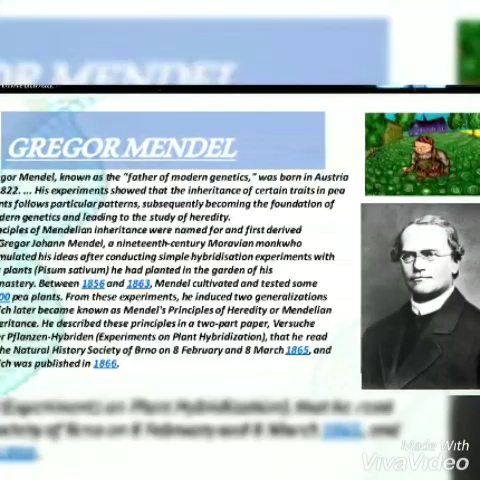 GREGOR MENDEL
gor Mendel, known as the "father of modern genetics," was born in Austria
822. ... His experiments showed that the inheritance of certain traits in pea
nts follows particular patterns, subsequently becoming the foundation of
dern genetics and leading to the study of heredity.
nciples of Mendelian inheritance were named for and first derived
Gregor Johann Mendel, a nineteenth-century Moravian monkwho
mulated his ideas after conducting simple hybridisation experiments with
plants (Pisum sativum) he had planted in the garden of his
nastery. Between 1856 and 1863, Mendel cultivated and tested some
00 pea plants. From these experiments, he induced two generalizations
ich later became known as Mendel's Principles of Heredity or Mendelian
eritance. He described these principles in a two-part paper, Versuche
r Pflanzen-Hybriden (Experiments on Plant Hybridization), that he read
he Natural History Society of Brno on 8 February and 8 March 1865, and
ich was published in 1866.
Made With
VivaVideo